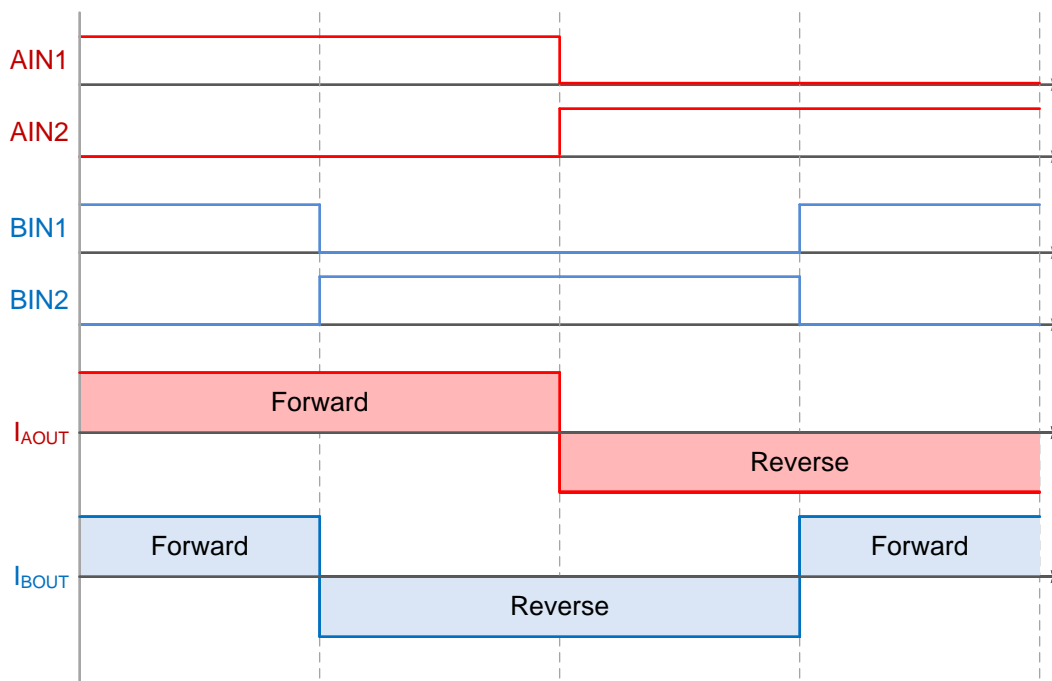 AIN1
AIN2
BIN1
BIN2
Forward
IAOUT
Reverse
Forward
Forward
IBOUT
Reverse